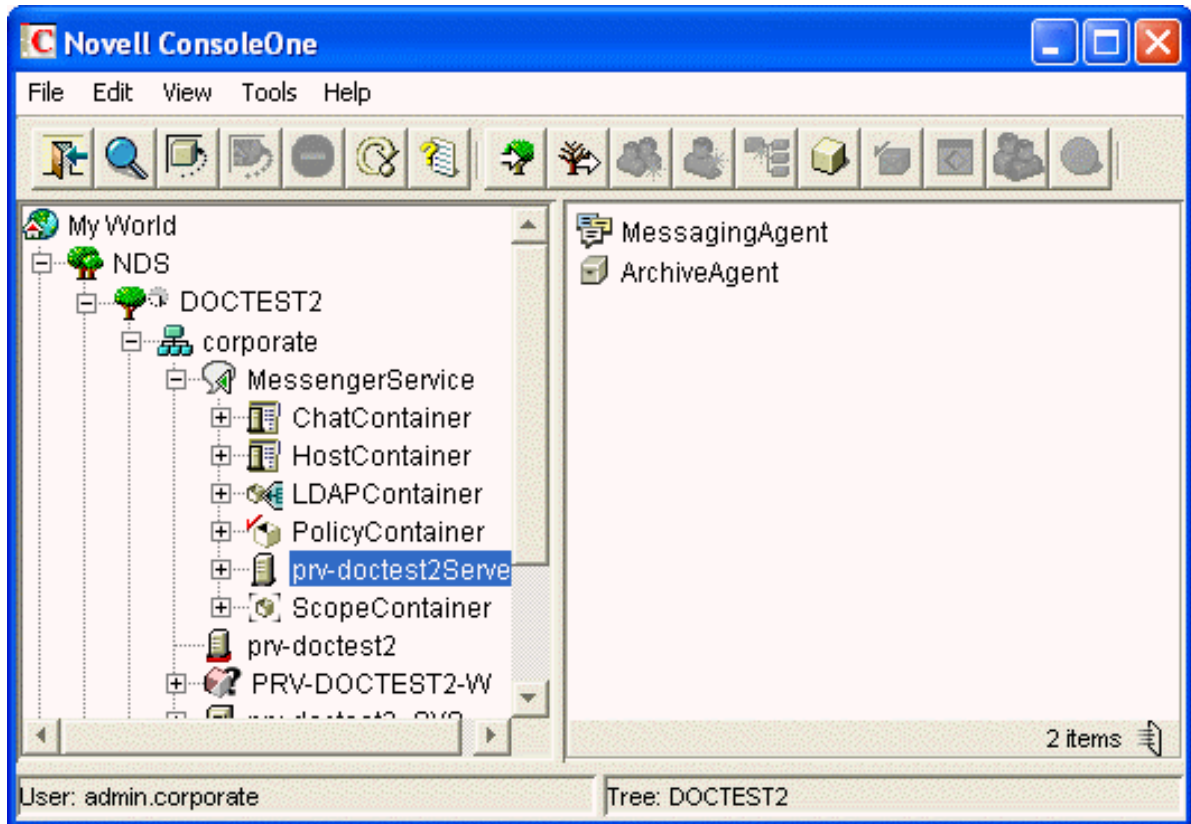 Novell ConsoleOne
File Edit View Tools Help
My World
NDS
DOCTEST2
corporate
MessengerService
ChatContainer
HostContainer
LDAPContainer
PolicyContainer
prv-doctest2Serve
ScopeContainer
prv-doctest2
PRV-DOCTEST2-W
MessagingAgent
ArchiveAgent
2 items
User: admin.corporate
Tree: DOCTEST2